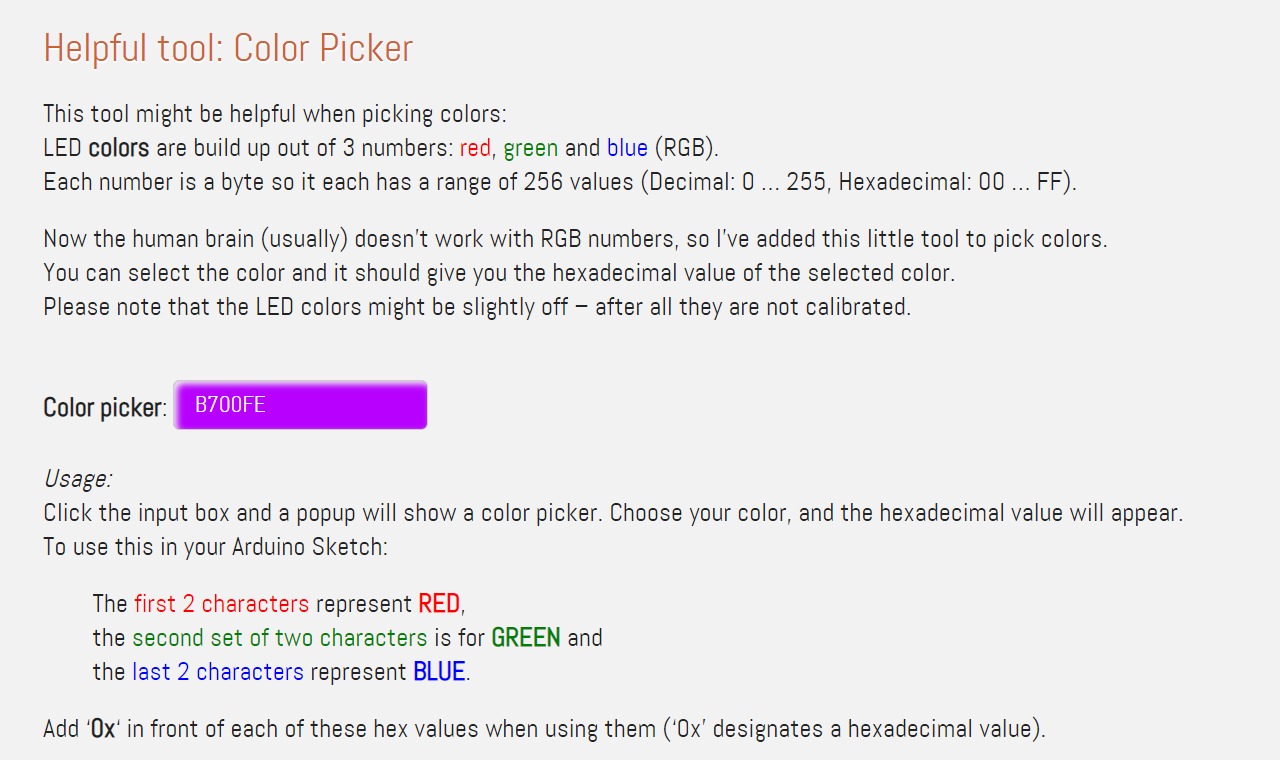 Helpful tool: Color Picker
This tool might be helpful when picking colors:
LED colors are build up out of 3 numbers: red, green and blue (RGB).
Each number is a byte so it each has a range of 256 values (Decimal: 0 … 255, Hexadecimal: 00 … FF).
Now the human brain (usually) doesn’t work with RGB numbers, so I’ve added this little tool to pick colors.
You can select the color and it should give you the hexadecimal value of the selected color.
Please note that the LED colors might be slightly off – after all they are not calibrated.
Color picker: B700FE
Usage:
Click the input box and a popup will show a color picker. Choose your color, and the hexadecimal value will appear.
To use this in your Arduino Sketch:
The first 2 characters represent RED,
the second set of two characters is for GREEN and
the last 2 characters represent BLUE.
Add ‘0x‘ in front of each of these hex values when using them (‘0x’ designates a hexadecimal value).